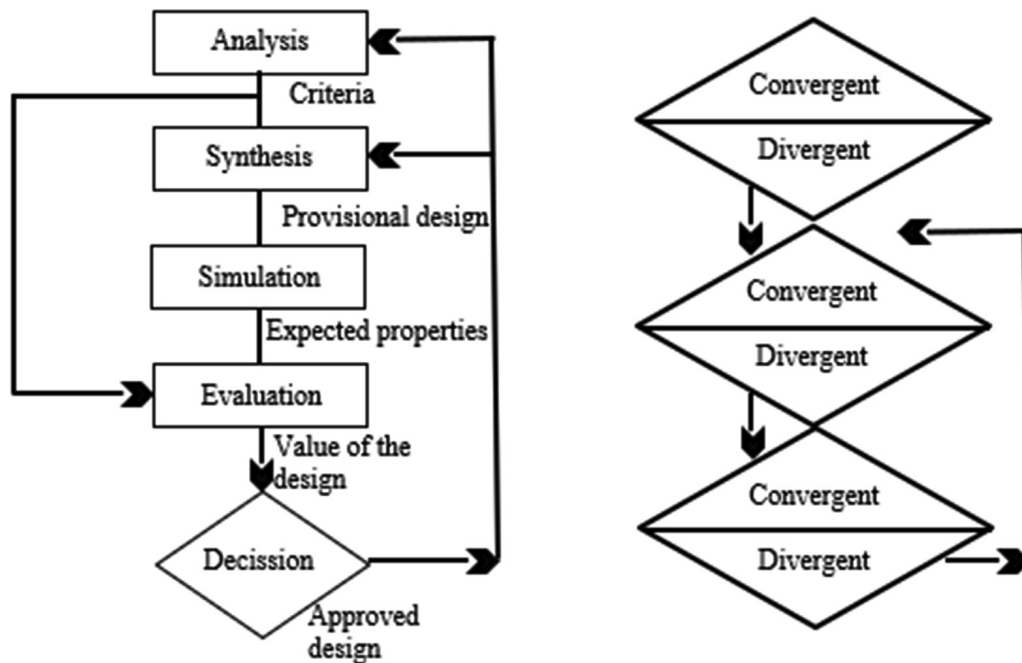 Analysis
Criteria
Synthesis
Provisional design
Simulation
Expected properties
Evaluation
Value of the
design
Decission
Approved
design
Convergent
Divergent
Convergent
Divergent
Convergent
Divergent